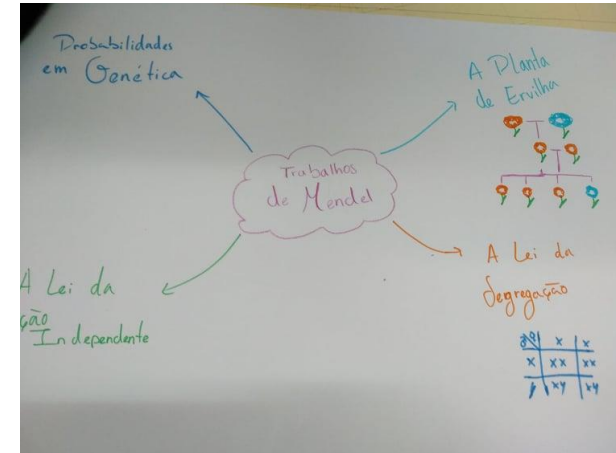 Probabilidades
em Genética
A Planta
de Ervilha
Trabalhos
de Mendel
A Lei da
ção
Independente
A Lei da
Segregação
x x
x xx xx
y xy xy